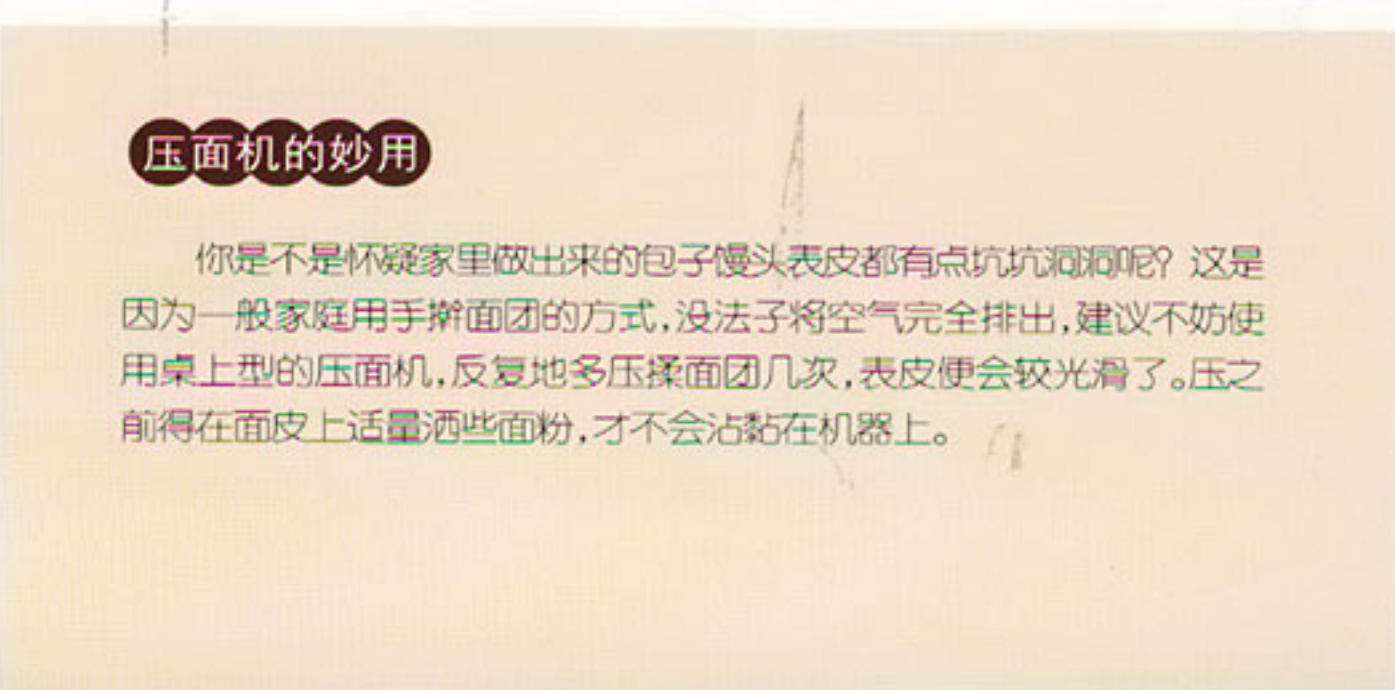 压面机的妙用
你是不是怀疑家里做出来的包子馒头表皮都有点坑坑洞洞呢？这是
因为一般家庭用手擀面团的方式，没法子将空气完全排出，建议不妨使
用桌上型的压面机，反复地多压揉面团几次，表皮便会较光滑了。压之
前得在面皮上适量洒些面粉，才不会沾黏在机器上。